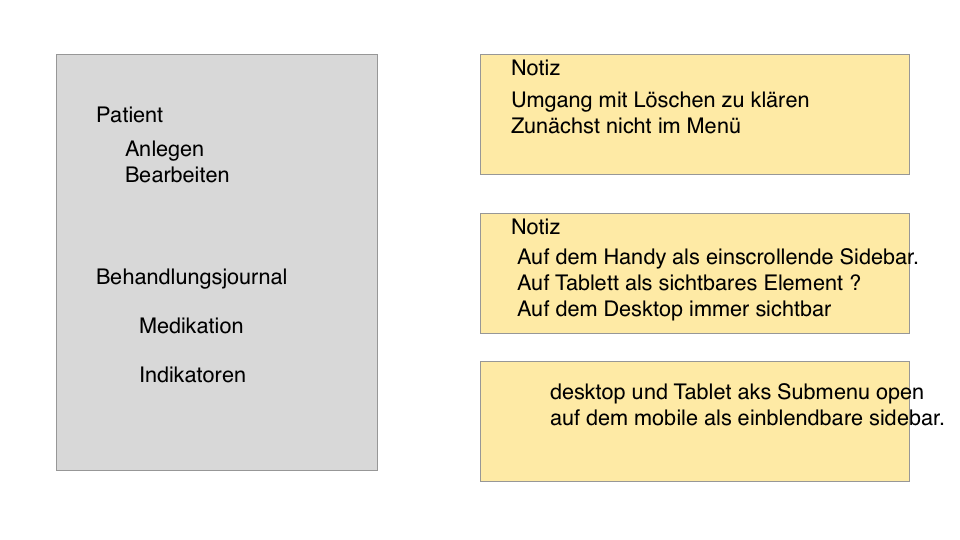 Patient
Anlegen
Bearbeiten
Behandlungsjournal
Medikation
Indikatoren
Notiz
Umgang mit Löschen zu klären
Zunächst nicht im Menü
Notiz
Auf dem Handy als einscrollende Sidebar.
Auf Tablett als sichtbares Element ?
Auf dem Desktop immer sichtbar
desktop und Tablet aks Submenu open
auf dem mobile als einblendbare sidebar.